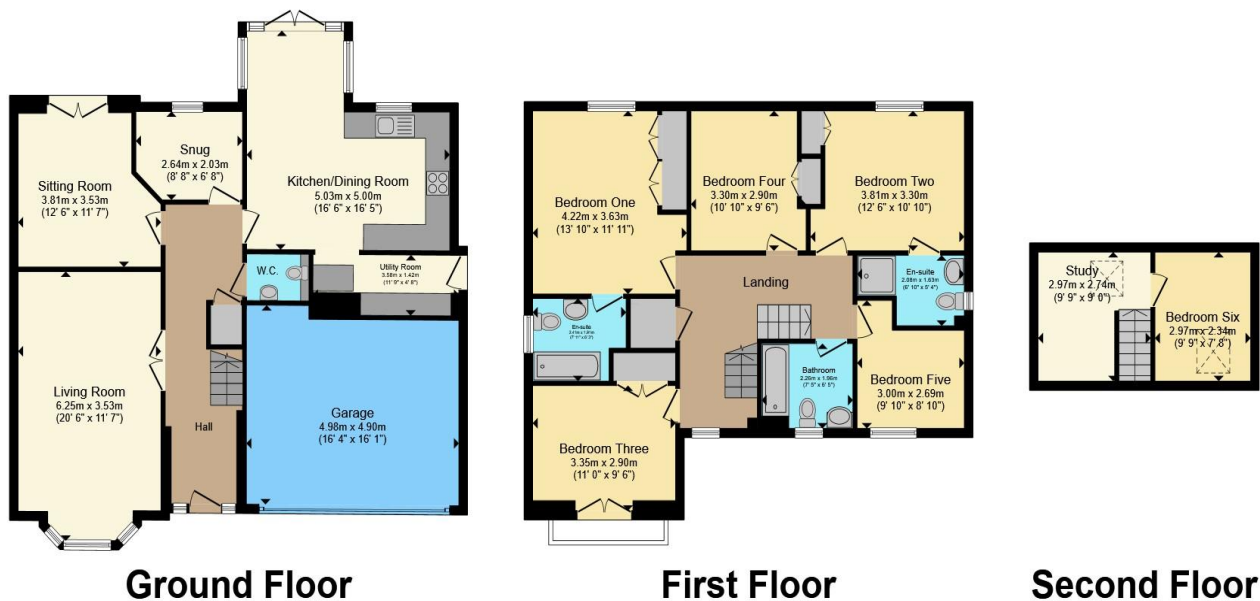 Sitting Room
3.81m x 3.53m
(12' 6" x 11' 7")
Snug
2.64m x 2.03m
(8' 8" x 6' 8")
Kitchen/Dining Room
5.03m x 5.00m
(16' 6" x 16' 5")
W.C.
Utility Room
3.58m x 1.42m
(11' 9" x 4' 8")
Living Room
6.25m x 3.53m
(20' 6" x 11' 7")
Hall
Garage
4.98m x 4.90m
(16' 4" x 16' 1")
Ground Floor
Bedroom One
4.22m x 3.63m
(13' 10" x 11' 11")
Bedroom Four
3.30m x 2.90m
(10' 10" x 9' 6")
Bedroom Two
3.81m x 3.30m
(12' 6" x 10' 10")
Landing
En-suite
2.08m x 1.63m
(6' 10" x 5' 4")
En-suite
Bathroom
2.26m x 1.96m
(7' 5" x 6' 5")
Bedroom Five
3.00m x 2.69m
(9' 10" x 8' 10")
Bedroom Three
3.35m x 2.90m
(11' 0" x 9' 6")
First Floor
Study
2.97m x 2.74m
(9' 9" x 9' 0")
Bedroom Six
2.97m x 2.34m
(9' 9" x 7' 8")
Second Floor